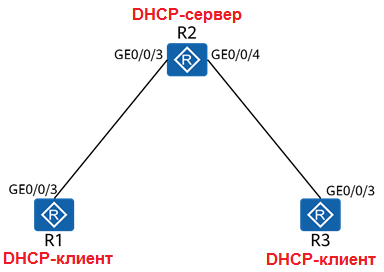 DHCP-сервер
R2
GE0/0/3 GE0/0/4
R
GE0/0/3 GE0/0/3
R R
R1 R3
DHCP-клиент DHCP-клиент